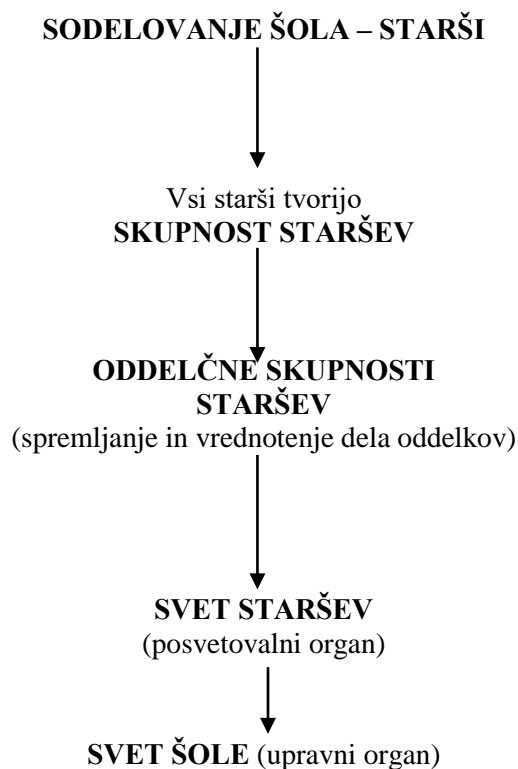 SODELOVANJE ŠOLA – STARŠI
Vsi starši tvorijo
SKUPNOST STARŠEV
ODDELČNE SKUPNOSTI
STARŠEV
(spremljanje in vrednotenje dela oddelkov)
SVET STARŠEV
(posvetovalni organ)
SVET ŠOLE (upravni organ)